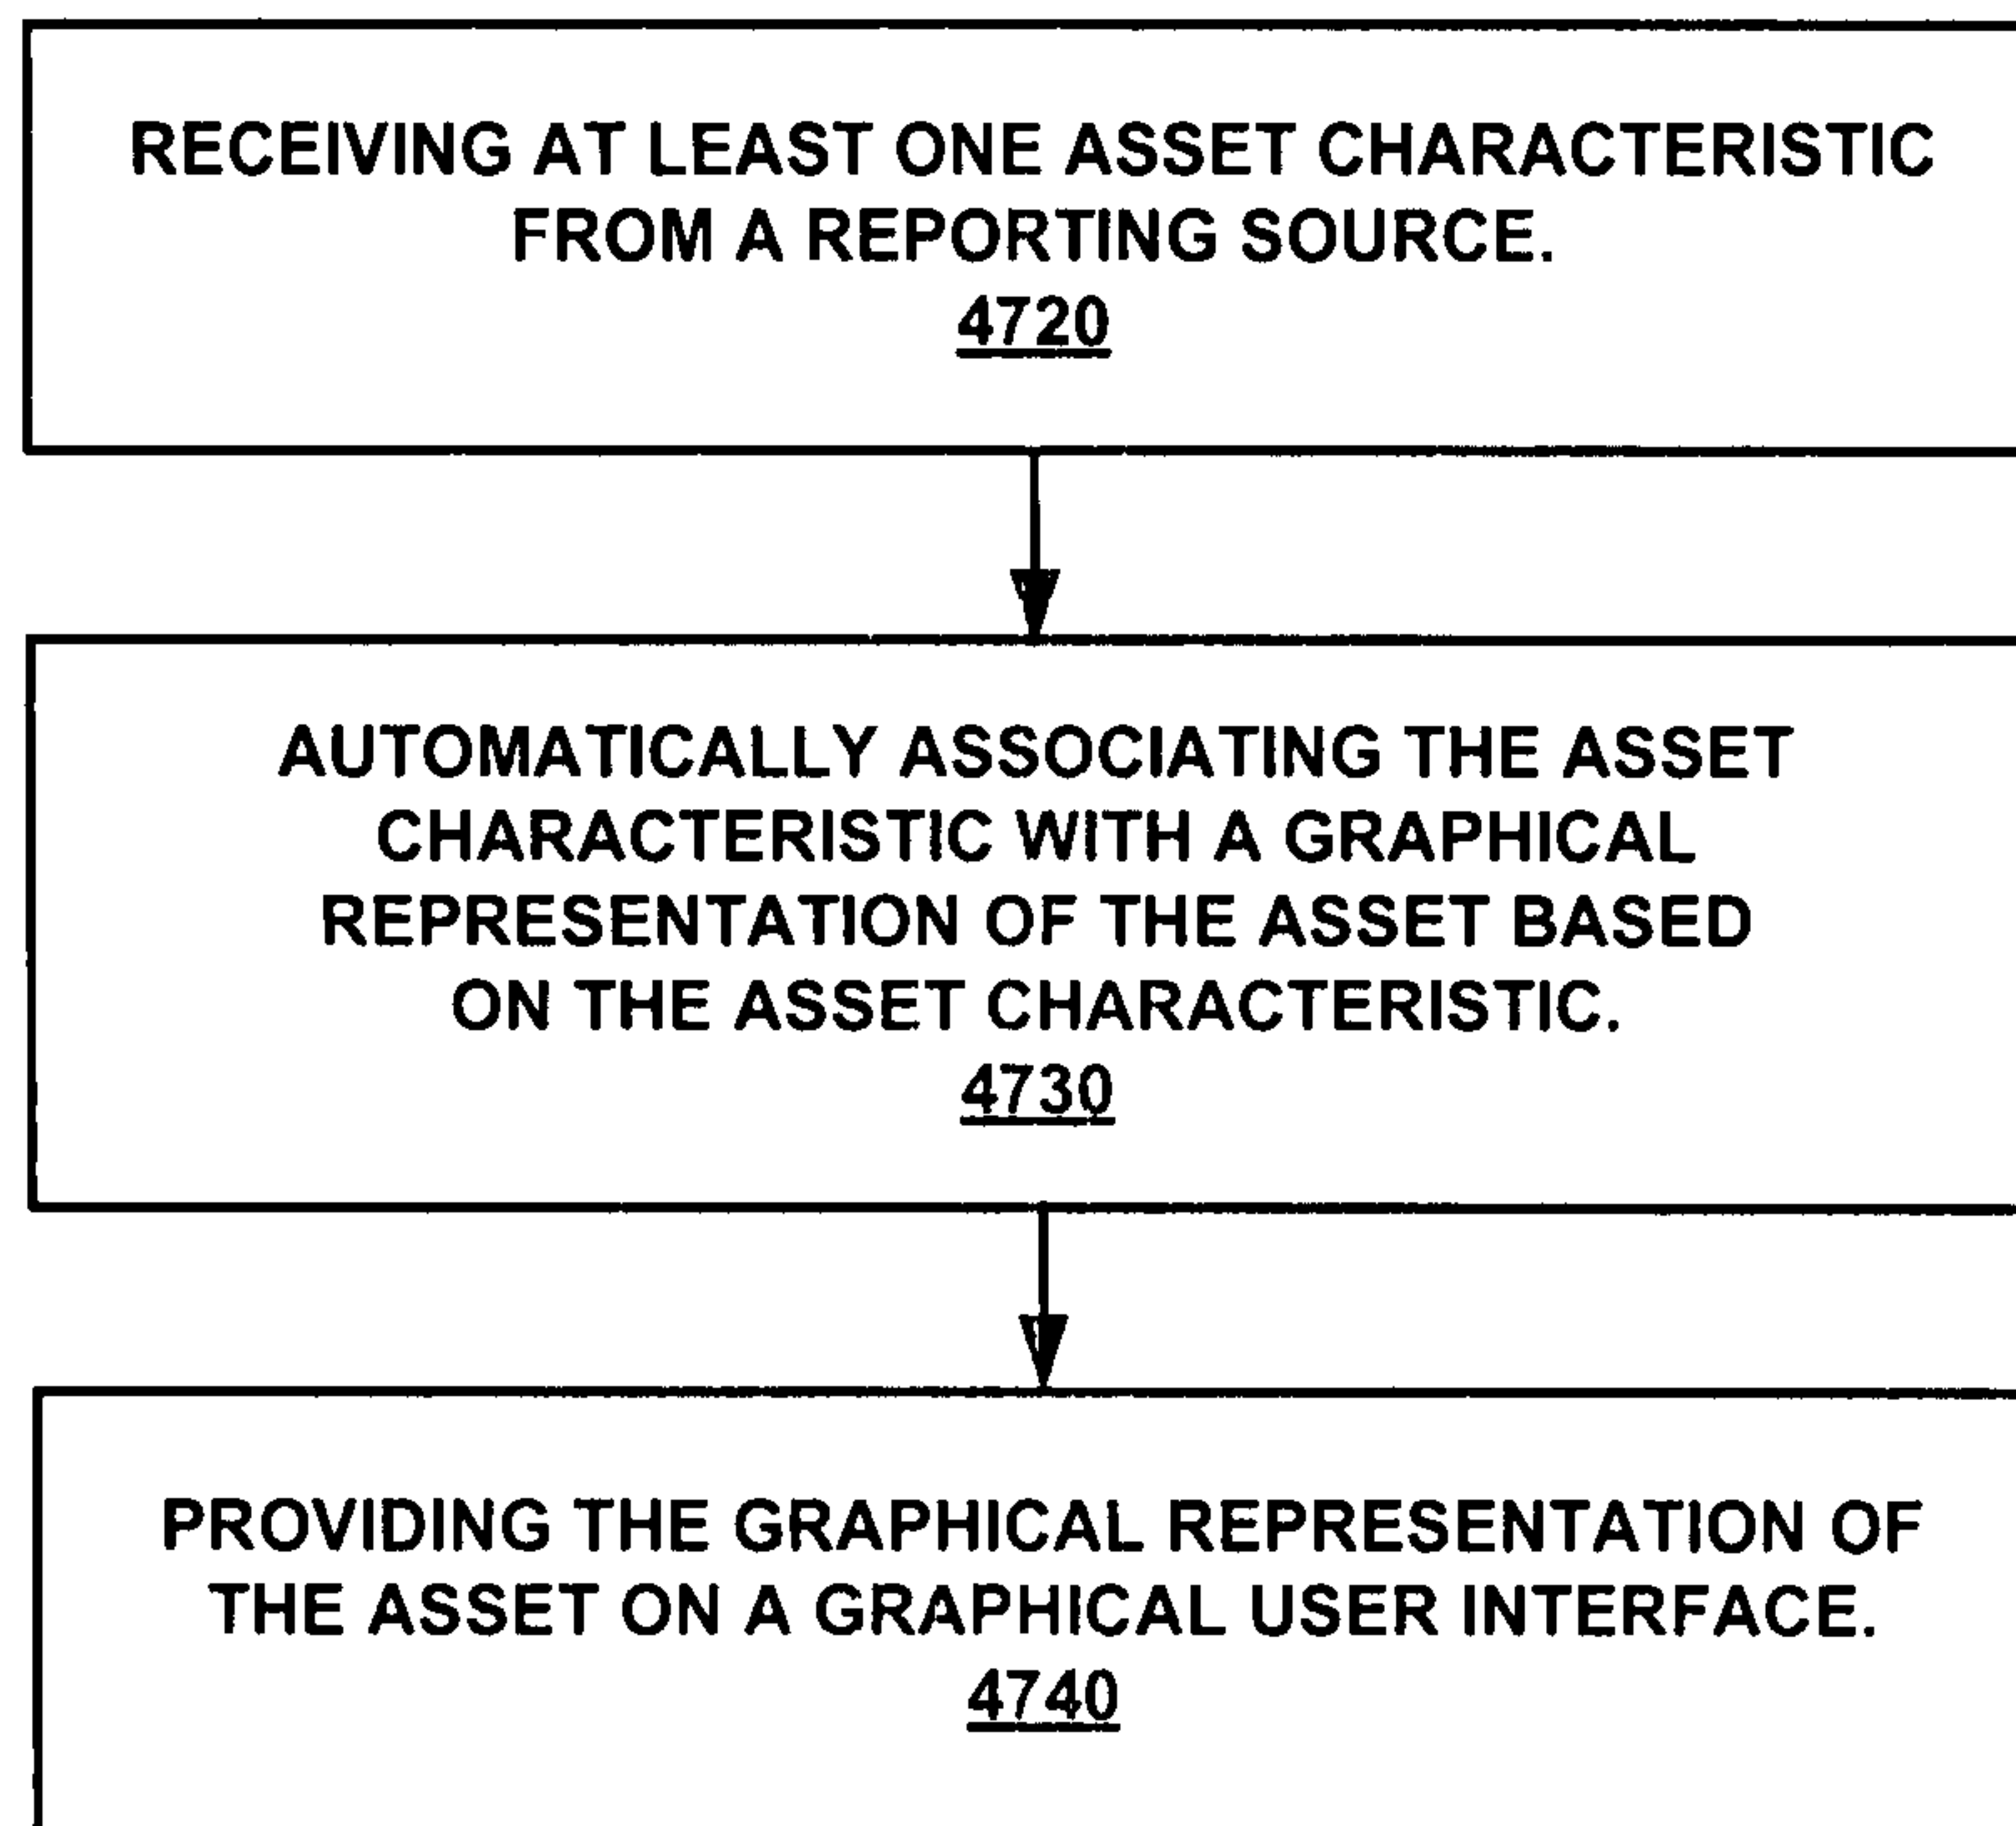 RECEIVING AT LEAST ONE ASSET CHARACTERISTIC
FROM A REPORTING SOURCE.
4720
AUTOMATICALLY ASSOCIATING THE ASSET
CHARACTERISTIC WITH A GRAPHICAL
REPRESENTATION OF THE ASSET BASED
ON THE ASSET CHARACTERISTIC.
4730
PROVIDING THE GRAPHICAL REPRESENTATION OF
THE ASSET ON A GRAPHICAL USER INTERFACE.
4740